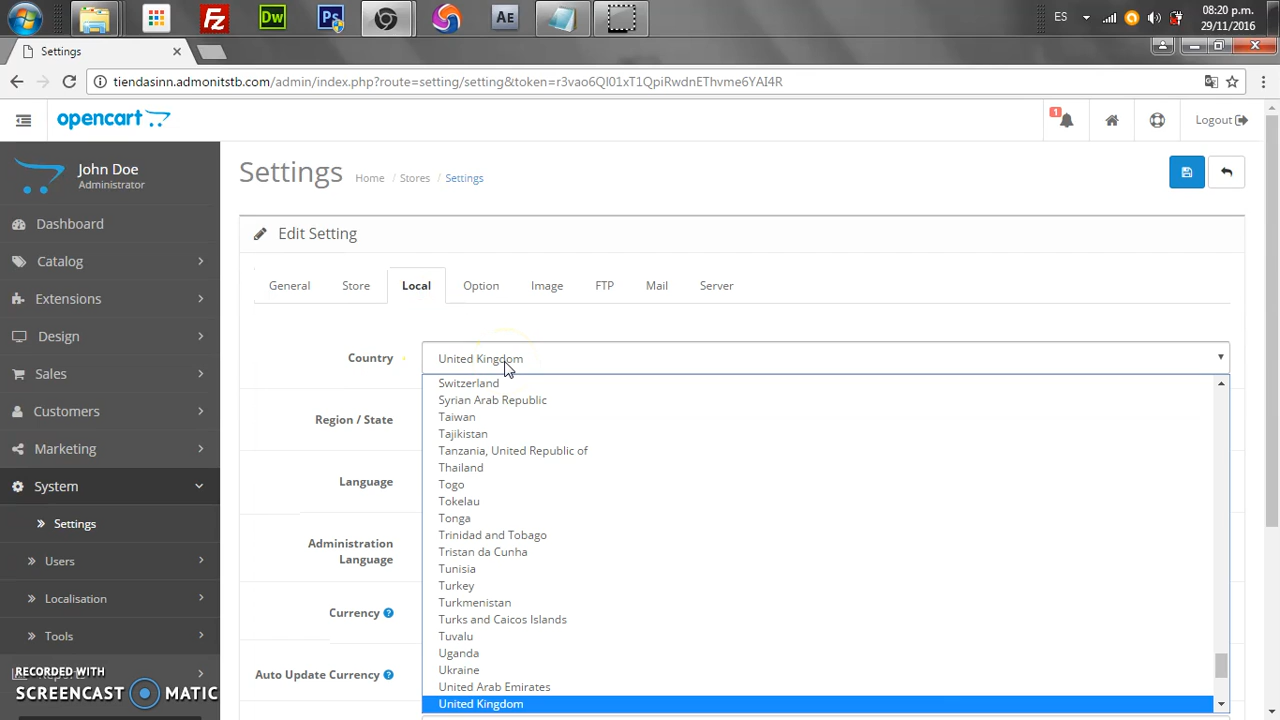 Dw
Ps
Ae
ES
08:20 p.m.
29/11/2016
Settings
tiendasinn.admonitstb.com/admin/index.php?route=setting/setting&token=r3vao6Ql01xT1QpiRwdnEThvme6YAI4R
opencart
1
Logout
John Doe
Administrator
Settings
Home / Stores / Settings
Dashboard
Catalog
Extensions
Design
Sales
Customers
Marketing
System
Settings
Users
Localisation
Tools
Edit Setting
General
Store
Local
Option
Image
FTP
Mail
Server
Country
United Kingdom
Switzerland
Syrian Arab Republic
Taiwan
Tajikistan
Tanzania, United Republic of
Thailand
Togo
Tokelau
Tonga
Trinidad and Tobago
Tristan da Cunha
Tunisia
Turkey
Turkmenistan
Turks and Caicos Islands
Tuvalu
Uganda
Ukraine
United Arab Emirates
United Kingdom
Region / State
Language
Administration
Language
Currency
Auto Update Currency
RECORDED WITH
SCREENCAST MATIC